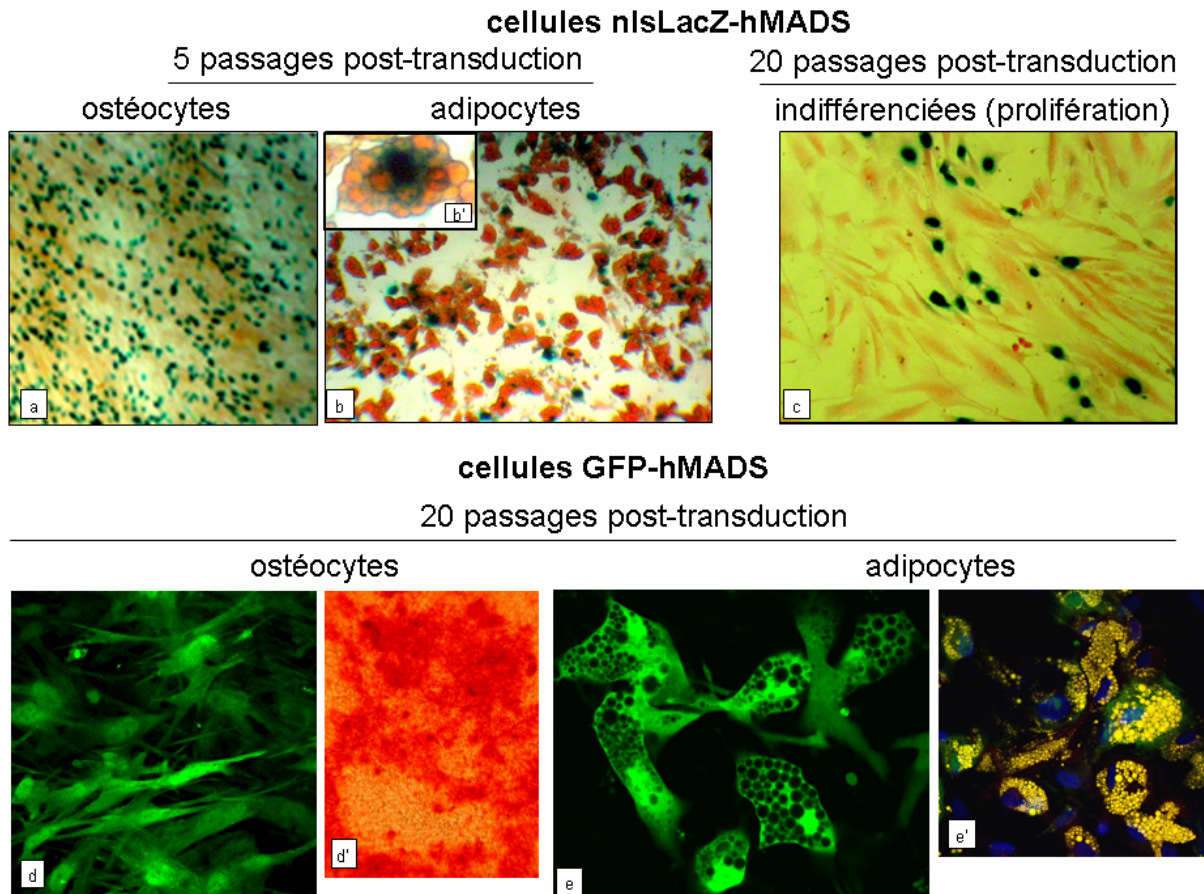 cellules nlsLacZ-hMADS
5 passages post-transduction
20 passages post-transduction
ostéocytes
adipocytes
indifférenciées (prolifération)
a
b'
b
c
cellules GFP-hMADS
20 passages post-transduction
ostéocytes
adipocytes
d
d'
e
e'